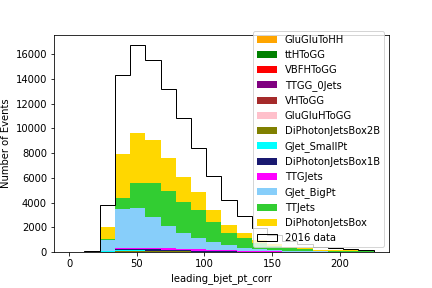 GluGluToHH
ttHToGG
VBFHToGG
TTGG_0Jets
VHToGG
GluGluHToGG
DiPhotonJetsBox2B
GJet_SmallPt
DiPhotonJetsBox1B
TTGJets
GJet_BigPt
TTJets
DiPhotonJetsBox
2016 data
Number of Events
16000
14000
12000
10000
8000
6000
4000
2000
0
0 50 100 150 200
leading_bjet_pt_corr